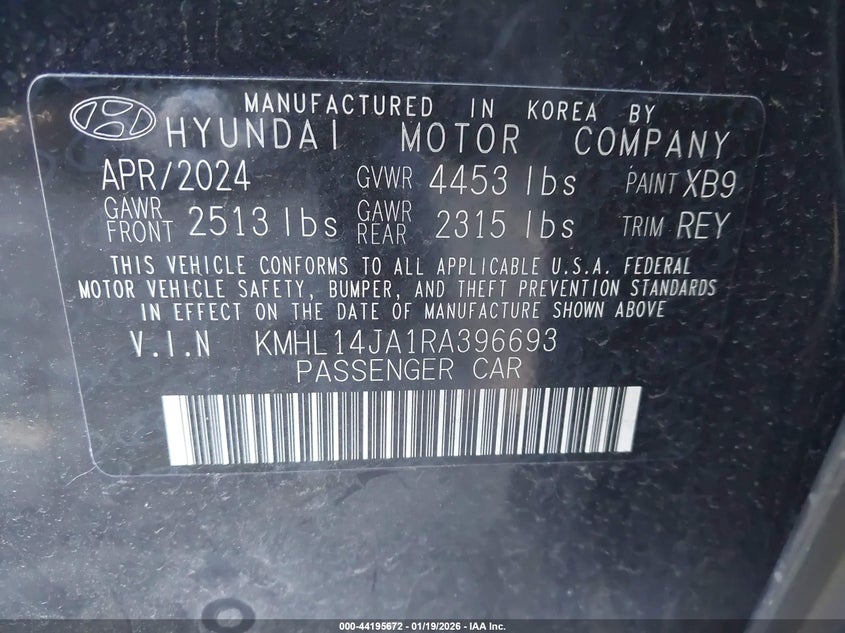 MANUFACTURED IN KOREA BY
HYUNDAI MOTOR COMPANY
APR/2024 GVWR 4453 lbs PAINT XB9
GAWR FRONT 2513 lbs GAWR REAR 2315 lbs TRIM REY
THIS VEHICLE CONFORMS TO ALL APPLICABLE U.S.A. FEDERAL
MOTOR VEHICLE SAFETY, BUMPER, AND THEFT PREVENTION STANDARDS
IN EFFECT ON THE DATE OF MANUFACTURE SHOWN ABOVE
V.I.N KMHL14JA1RA396693
PASSENGER CAR
000-44195672 - 01/19/2026 - IAA Inc.